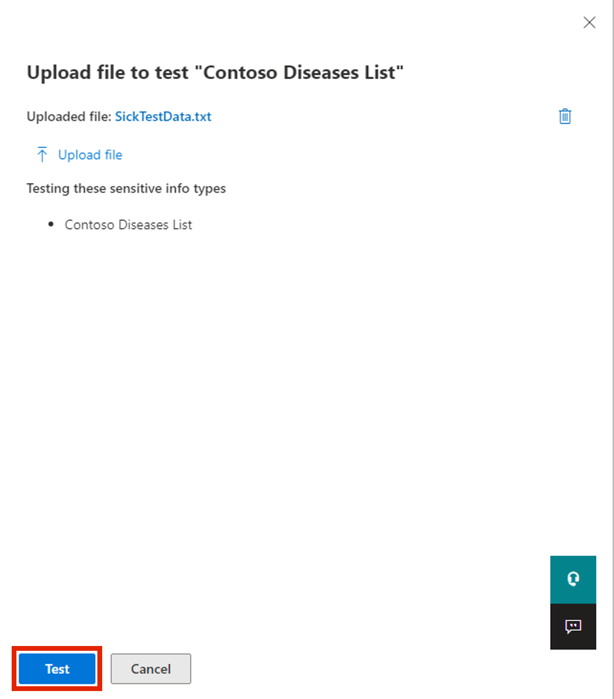 Upload file to test "Contoso Diseases List"
Uploaded file: SickTestData.txt
Upload file
Testing these sensitive info types
• Contoso Diseases List
Test
Cancel